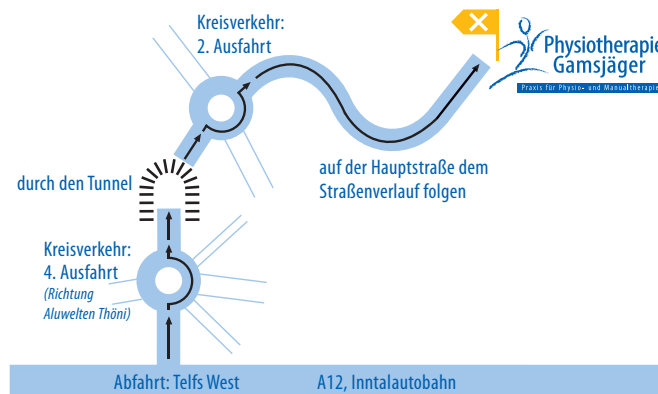 Kreisverkehr:
2. Ausfahrt
Physiotherapie
Gamsjäger
Praxis für Physio- und Manualtherapie
durch den Tunnel
auf der Hauptstraße dem
Straßenverlauf folgen
Kreisverkehr:
4. Ausfahrt
(Richtung
Aluwelten Thöni)
Abfahrt: Telfs West
A12, Inntalautobahn